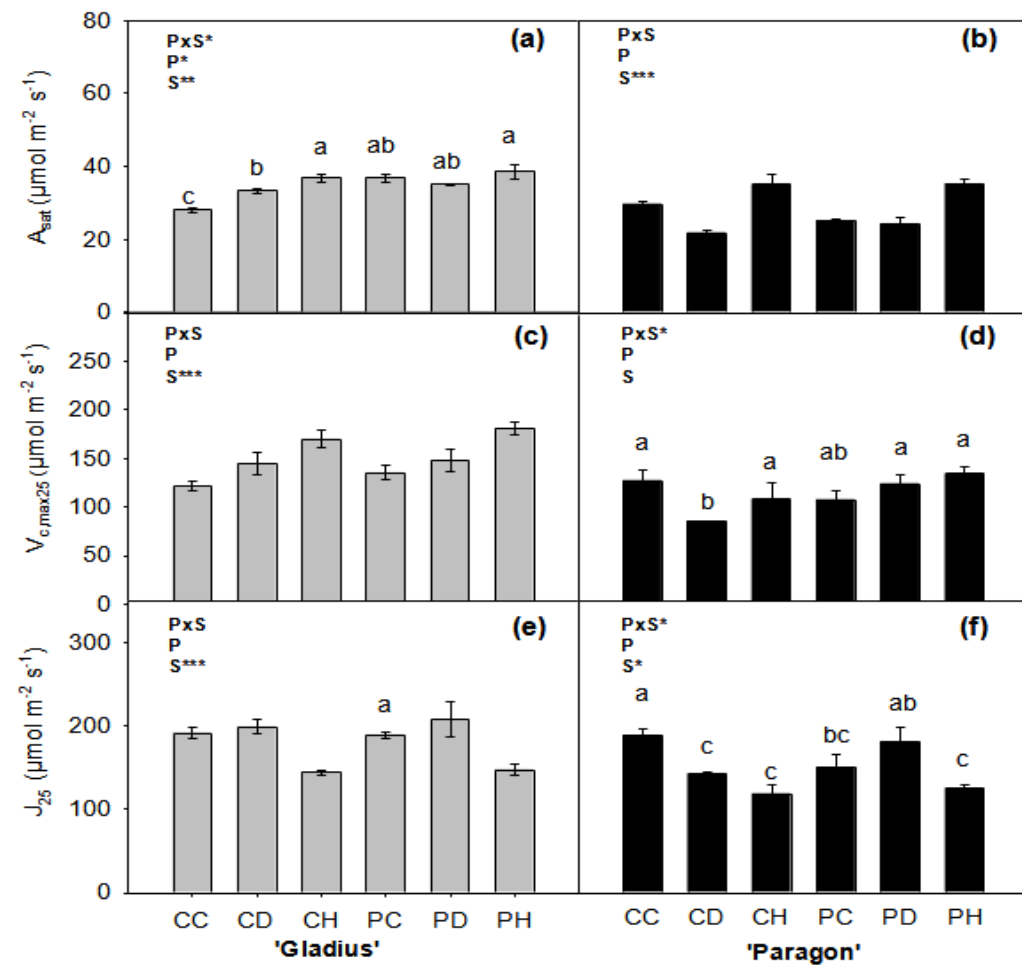 80
60
40
20
0
A_sat (µmol m⁻² s⁻¹)
PxS*
P*
S**
(a)
c
b
a
ab
ab
a
PxS
P
S***
(b)
250
200
150
100
50
0
V_c,max25 (µmol m⁻² s⁻¹)
PxS
P
S***
(c)
PxS*
P
S
(d)
a
b
a
ab
a
a
300
200
100
0
J_25 (µmol m⁻² s⁻¹)
PxS
P
S***
(e)
a
PxS*
P
S*
(f)
a
c
c
bc
ab
c
CC CD CH PC PD PH
'Gladius'
CC CD CH PC PD PH
'Paragon'